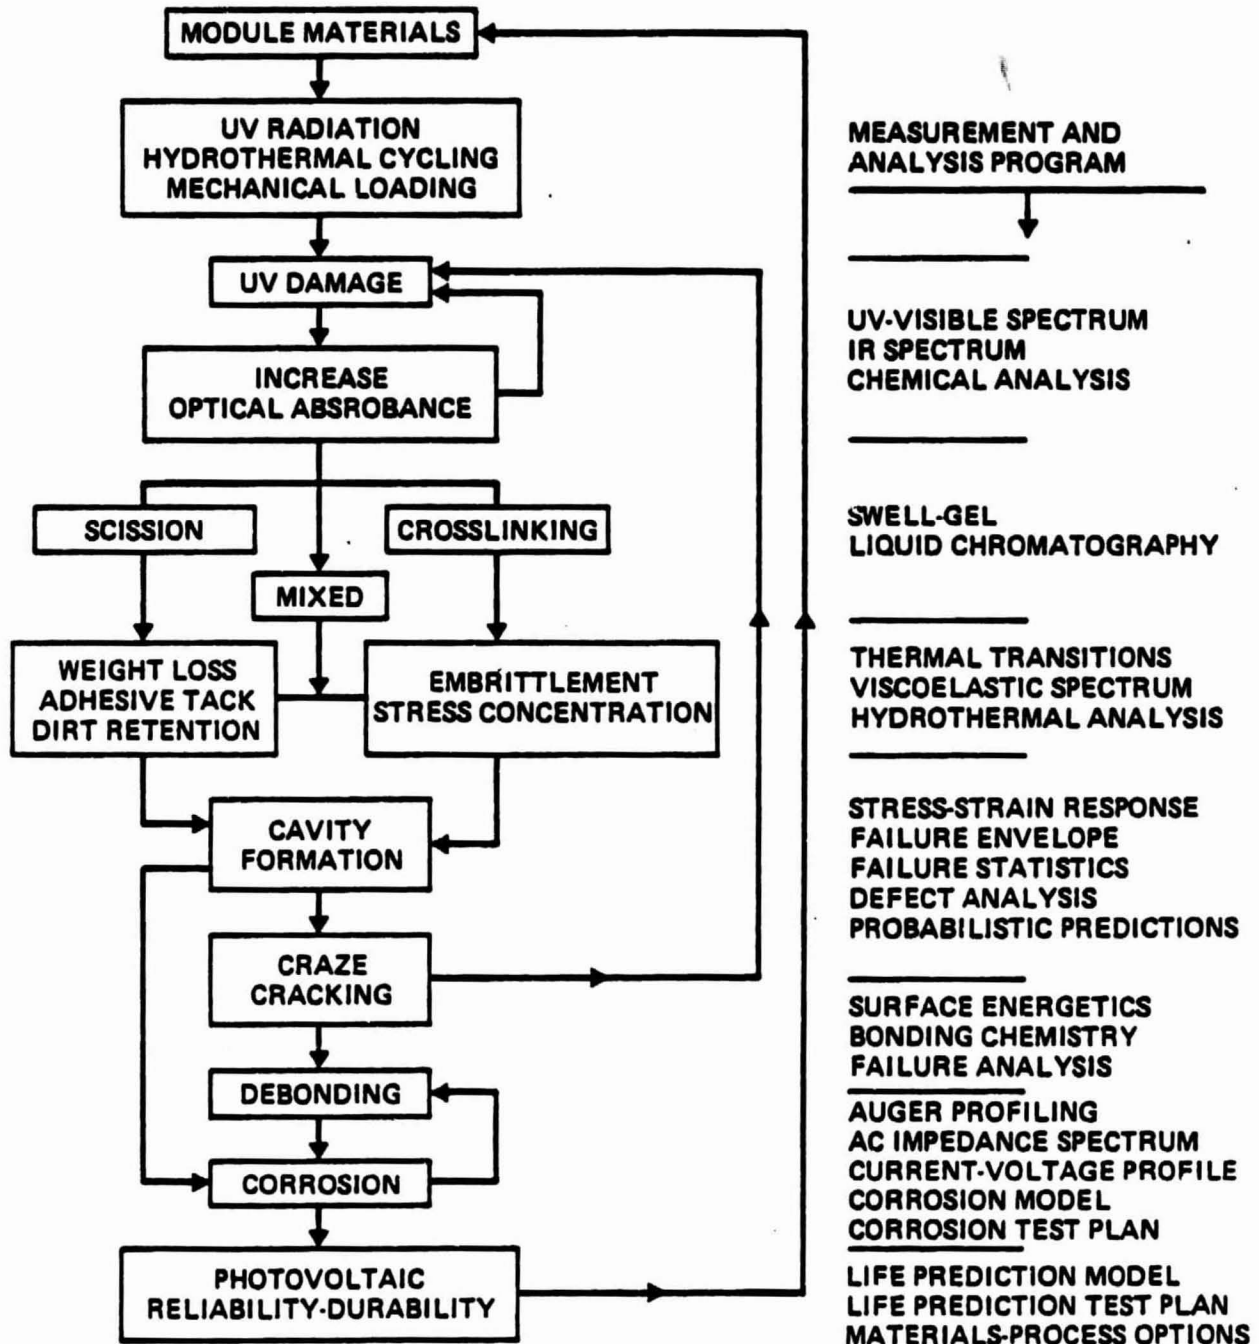 MODULE MATERIALS
UV RADIATION
HYDROTHERMAL CYCLING
MECHANICAL LOADING
UV DAMAGE
INCREASE
OPTICAL ABSROBANCE
SCISSION
CROSSLINKING
MIXED
WEIGHT LOSS
ADHESIVE TACK
DIRT RETENTION
EMBRITTLEMENT
STRESS CONCENTRATION
CAVITY
FORMATION
CRAZE
CRACKING
DEBONDING
CORROSION
PHOTOVOLTAIC
RELIABILITY-DURABILITY
MEASUREMENT AND
ANALYSIS PROGRAM
UV-VISIBLE SPECTRUM
IR SPECTRUM
CHEMICAL ANALYSIS
SWELL-GEL
LIQUID CHROMATOGRAPHY
THERMAL TRANSITIONS
VISCOELASTIC SPECTRUM
HYDROTHERMAL ANALYSIS
STRESS-STRAIN RESPONSE
FAILURE ENVELOPE
FAILURE STATISTICS
DEFECT ANALYSIS
PROBABILISTIC PREDICTIONS
SURFACE ENERGETICS
BONDING CHEMISTRY
FAILURE ANALYSIS
AUGER PROFILING
AC IMPEDANCE SPECTRUM
CURRENT-VOLTAGE PROFILE
CORROSION MODEL
CORROSION TEST PLAN
LIFE PREDICTION MODEL
LIFE PREDICTION TEST PLAN
MATERIALS-PROCESS OPTIONS